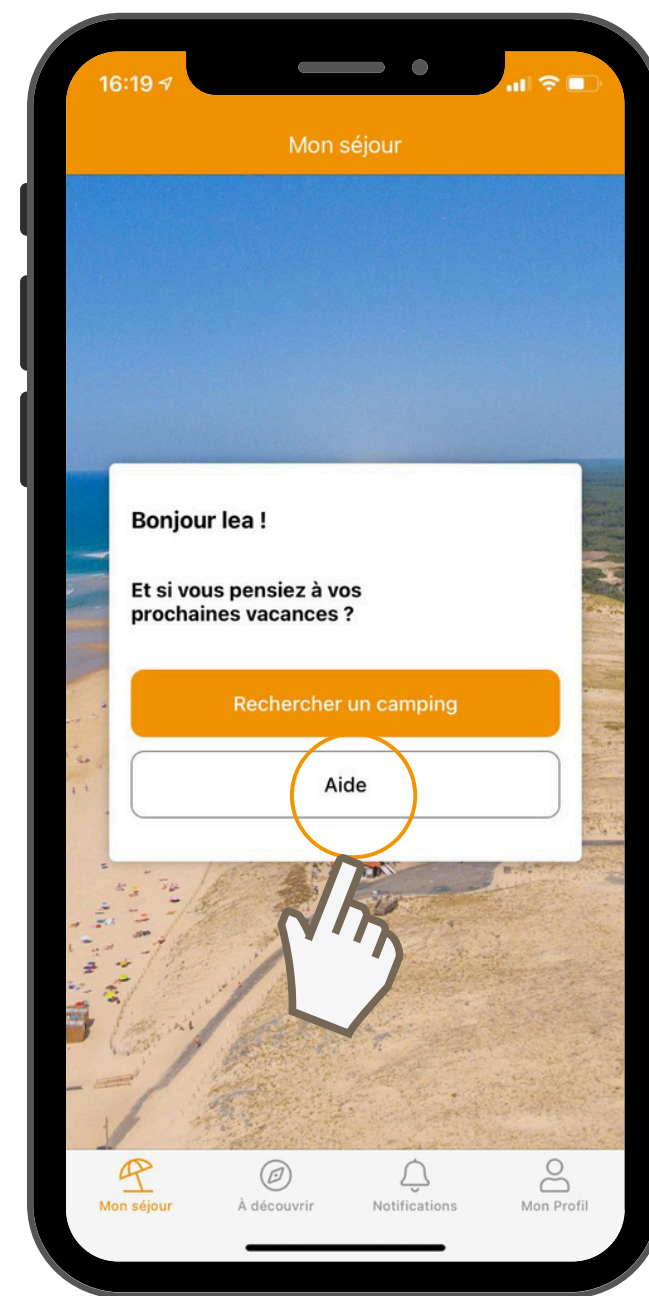 16:19
Mon séjour
Bonjour lea !
Et si vous pensiez à vos
prochaines vacances ?
Rechercher un camping
Aide
Mon séjour
À découvrir
Notifications
Mon Profil